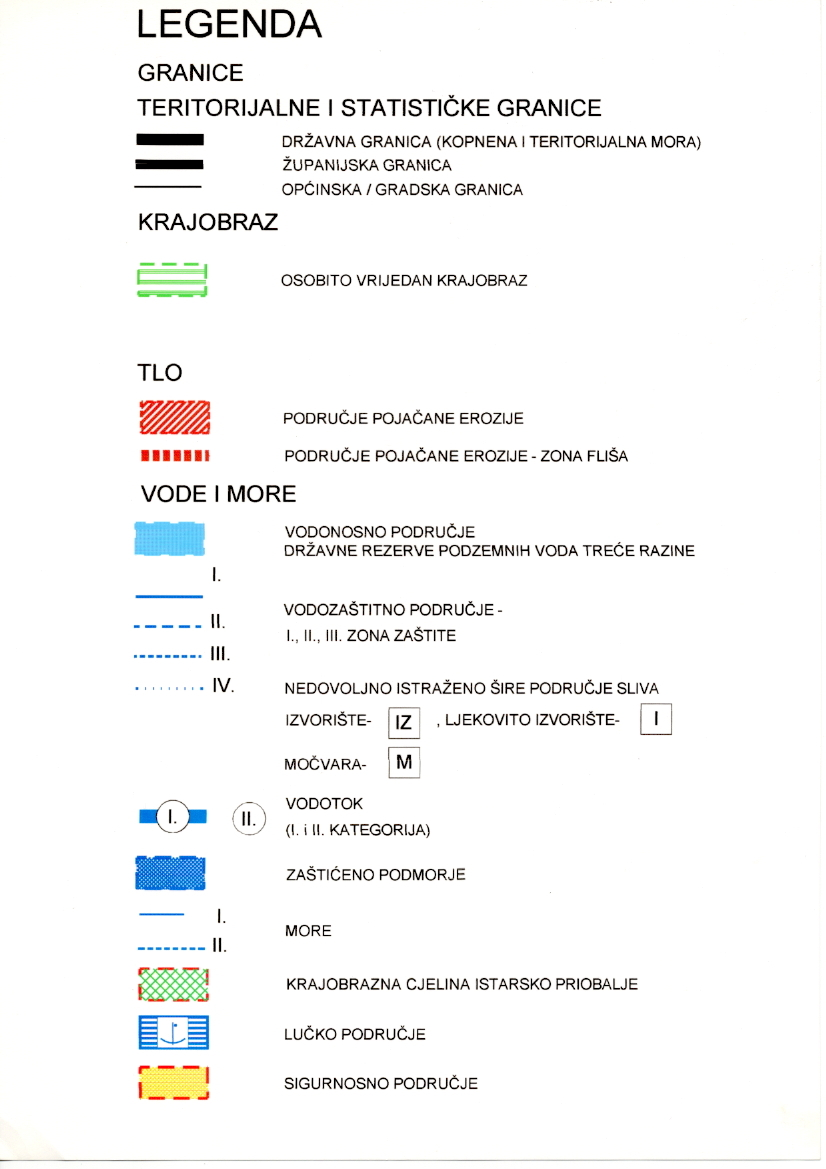 LEGENDA
GRANICE
TERITORIJALNE I STATISTIČKE GRANICE
DRŽAVNA GRANICA (KOPNENA I TERITORIJALNA MORA)
ŽUPANIJSKA GRANICA
OPĆINSKA / GRADSKA GRANICA
KRAJOBRAZ
OSOBITO VRIJEDAN KRAJOBRAZ
TLO
PODRUČJE POJAČANE EROZIJE
PODRUČJE POJAČANE EROZIJE - ZONA FLIŠA
VODE I MORE
VODONOSNO PODRUČJE
DRŽAVNE REZERVE PODZEMNIH VODA TREĆE RAZINE
I.
VODOZAŠTITNO PODRUČJE -
II.
I., II., III. ZONA ZAŠTITE
III.
IV. NEDOVOLJNO ISTRAŽENO ŠIRE PODRUČJE SLIVA
IZVORIŠTE- IZ , LJEKOVITO IZVORIŠTE- I
MOČVARA- M
I. II. VODOTOK
(I. i II. KATEGORIJA)
ZAŠTIĆENO PODMORJE
I.
MORE
II.
KRAJOBRAZNA CJELINA ISTARSKO PRIOBALJE
LUČKO PODRUČJE
SIGURNOSNO PODRUČJE